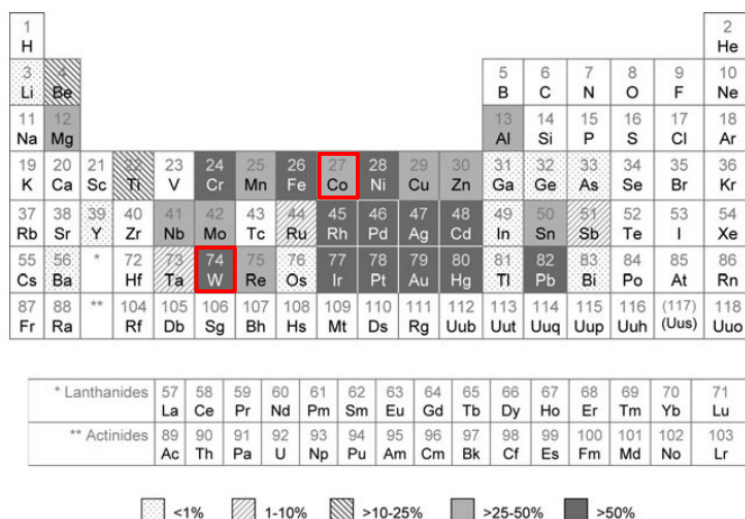 1 2
H He
3 4 5 6 7 8 9 10
Li Be B C N O F Ne
11 12 13 14 15 16 17 18
Na Mg Al Si P S Cl Ar
19 20 21 22 23 24 25 26 27 28 29 30 31 32 33 34 35 36
K Ca Sc Ti V Cr Mn Fe Co Ni Cu Zn Ga Ge As Se Br Kr
37 38 39 40 41 42 43 44 45 46 47 48 49 50 51 52 53 54
Rb Sr Y Zr Nb Mo Tc Ru Rh Pd Ag Cd In Sn Sb Te I Xe
55 56 * 72 73 74 75 76 77 78 79 80 81 82 83 84 85 86
Cs Ba Hf Ta W Re Os Ir Pt Au Hg Tl Pb Bi Po At Rn
87 88 ** 104 105 106 107 108 109 110 111 112 113 114 115 116 (117) 118
Fr Ra Rf Db Sg Bh Hs Mt Ds Rg Uub Uut Uuq Uup Uuh (Uus) Uuo
* Lanthanides 57 58 59 60 61 62 63 64 65 66 67 68 69 70 71
La Ce Pr Nd Pm Sm Eu Gd Tb Dy Ho Er Tm Yb Lu
** Actinides 89 90 91 92 93 94 95 96 97 98 99 100 101 102 103
Ac Th Pa U Np Pu Am Cm Bk Cf Es Fm Md No Lr
<1% 1-10% >10-25% >25-50% >50%